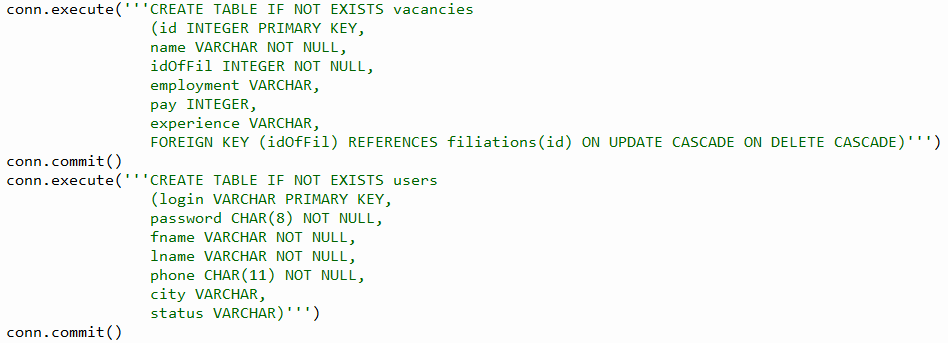 conn.execute('''CREATE TABLE IF NOT EXISTS vacancies
(id INTEGER PRIMARY KEY,
name VARCHAR NOT NULL,
idOfFil INTEGER NOT NULL,
employment VARCHAR,
pay INTEGER,
experience VARCHAR,
FOREIGN KEY (idOfFil) REFERENCES filiations(id) ON UPDATE CASCADE ON DELETE CASCADE)''')
conn.commit()
conn.execute('''CREATE TABLE IF NOT EXISTS users
(login VARCHAR PRIMARY KEY,
password CHAR(8) NOT NULL,
fname VARCHAR NOT NULL,
lname VARCHAR NOT NULL,
phone CHAR(11) NOT NULL,
city VARCHAR,
status VARCHAR)''')
conn.commit()